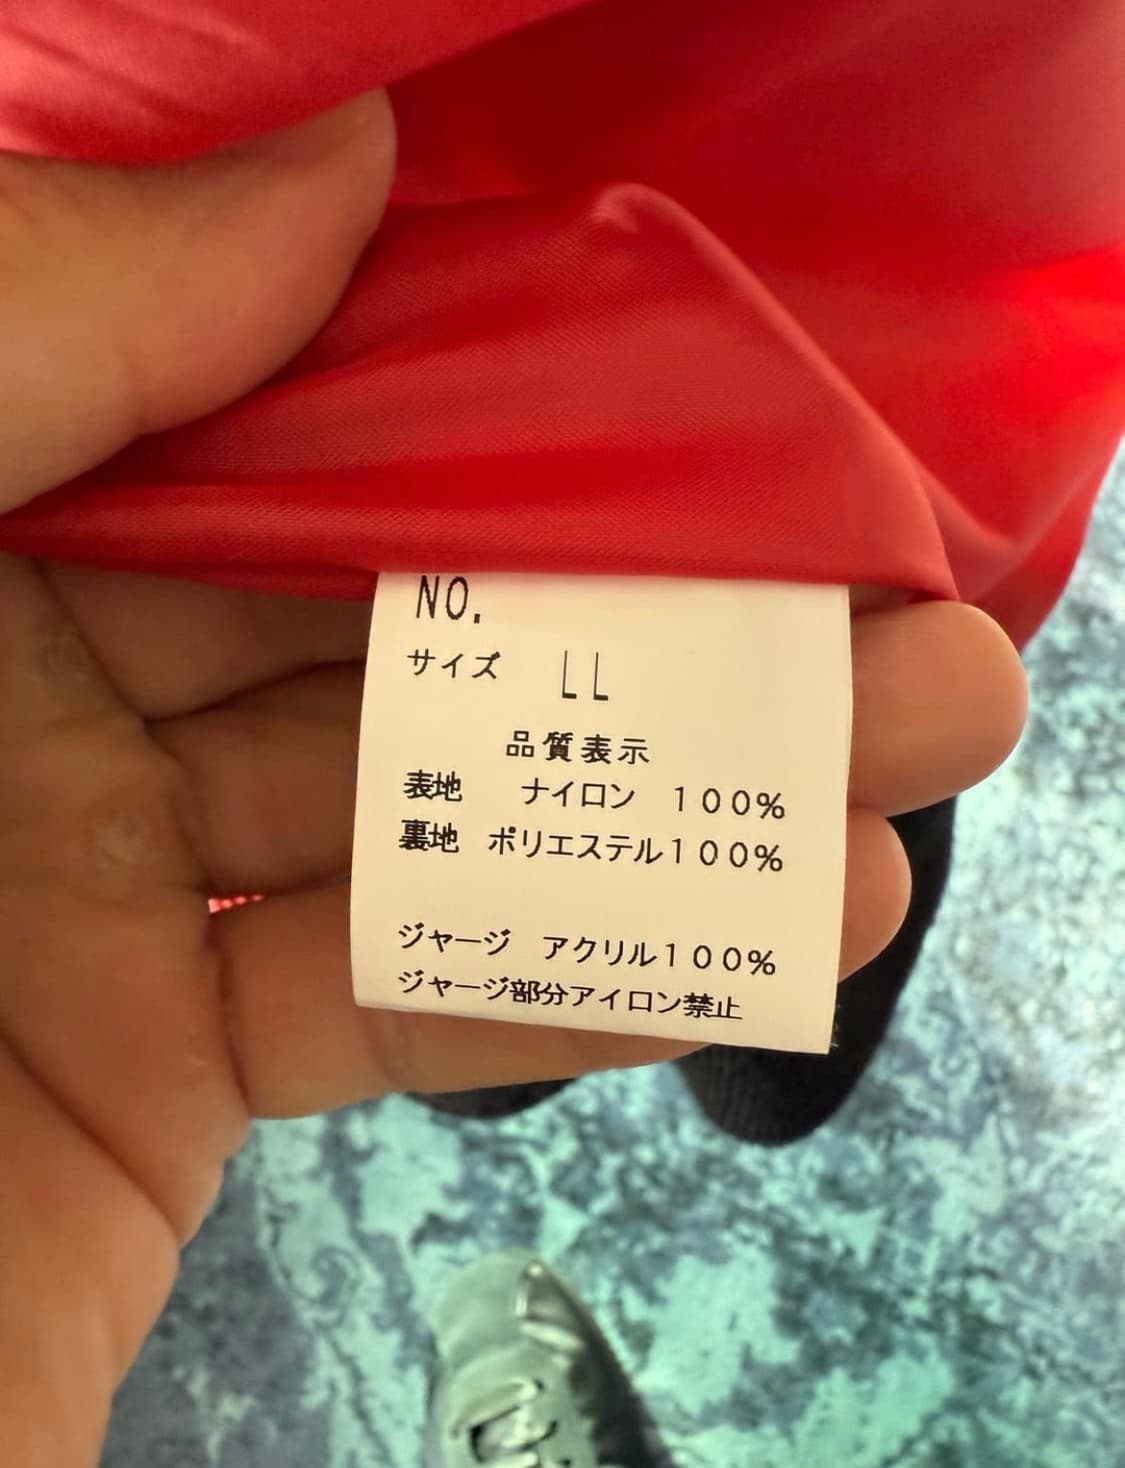 NO.
サイズ LL
品質表示
表地 ナイロン 100%
裏地 ポリエステル100%
ジャージ アクリル100%
ジャージ部分アイロン禁止